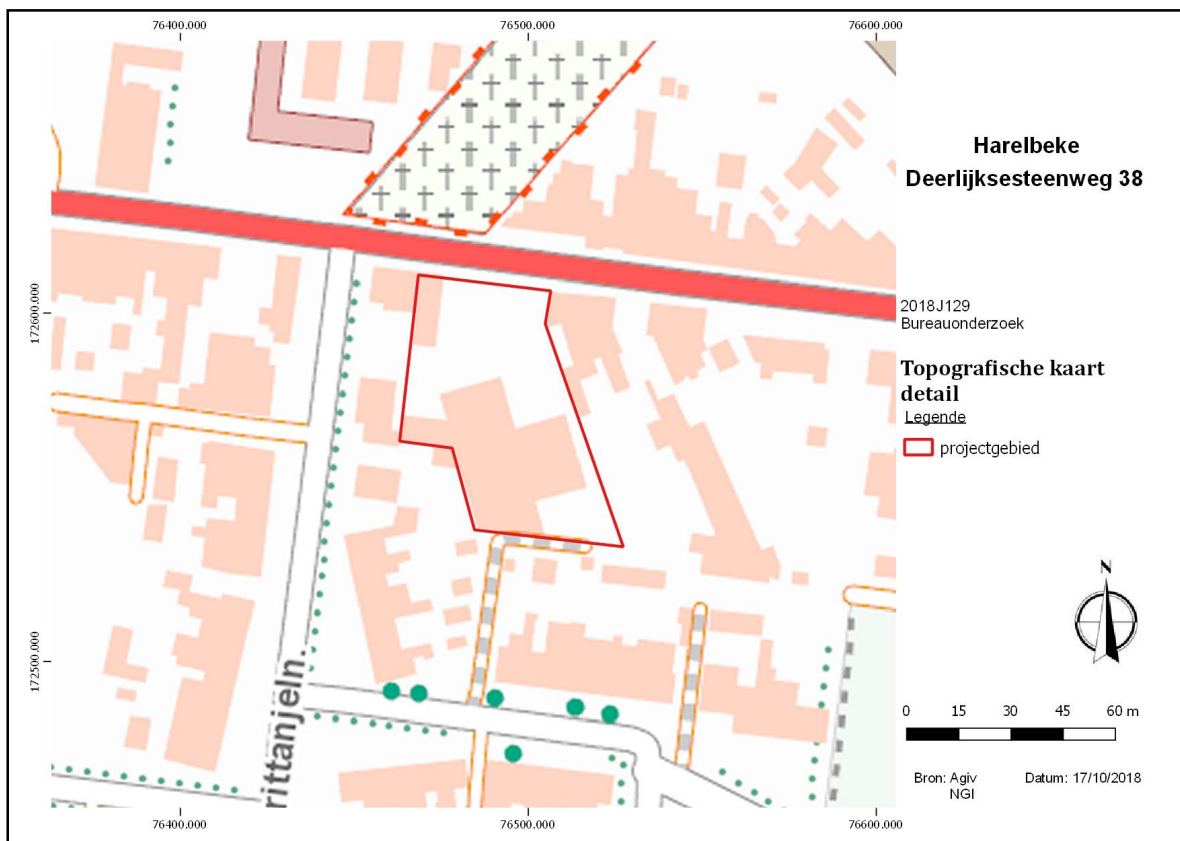 76400.000 76500.000 76600.000
Harelbeke
Deerlijksesteenweg 38
172600.000
2018J129
Bureauonderzoek
Topografische kaart
detail
Legende
projectgebied
172500.000
rittanjeln.
N
0 15 30 45 60 m
Bron: Agiv Datum: 17/10/2018
NGI
76400.000 76500.000 76600.000